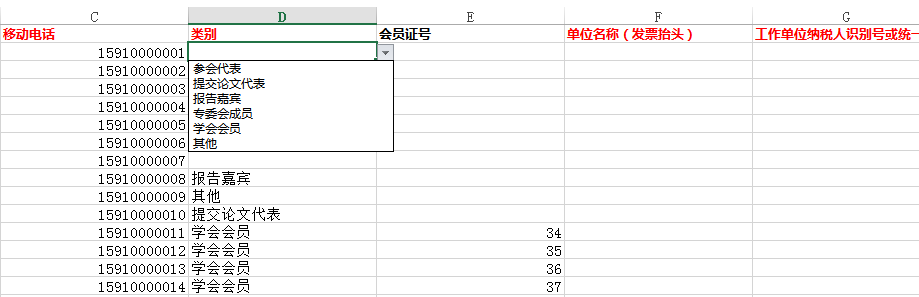 C D E F G
移动电话 类别 会员证号 单位名称（发票抬头） 工作单位纳税人识别号或统一
15910000001
15910000002 参会代表
15910000003 提交论文代表
报告嘉宾
15910000004 专委会成员
15910000005 学会会员
15910000006 其他
15910000007
15910000008 报告嘉宾
15910000009 其他
15910000010 提交论文代表
15910000011 学会会员 34
15910000012 学会会员 35
15910000013 学会会员 36
15910000014 学会会员 37